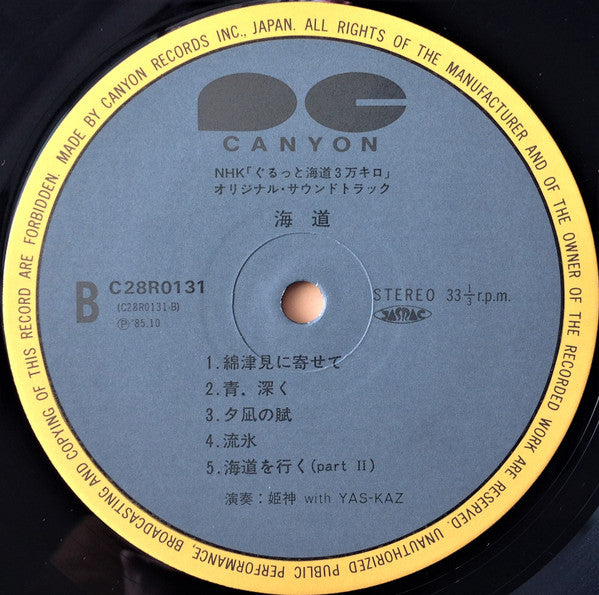 MADE BY CANYON RECORDS INC., JAPAN. ALL RIGHTS OF THE MANUFACTURER AND OF THE OWNER OF THE RECORDED WORK ARE RESERVED. UNAUTHORIZED PUBLIC PERFORMANCE, BROADCASTING AND COPYING OF THIS RECORD ARE FORBIDDEN.
CANYON
NHK「ぐるっと海道3万キロ」
オリジナル・サウンドトラック
海道
B
C28R0131
(C28R0131-B)
Ⓟ'85.10
STEREO 33 1/3 r.p.m.
JASRAC
1.綿津見に寄せて
2.青，深く
3.夕凪の賦
4.流氷
5.海道を行く(part II)
演奏：姫神 with YAS-KAZ